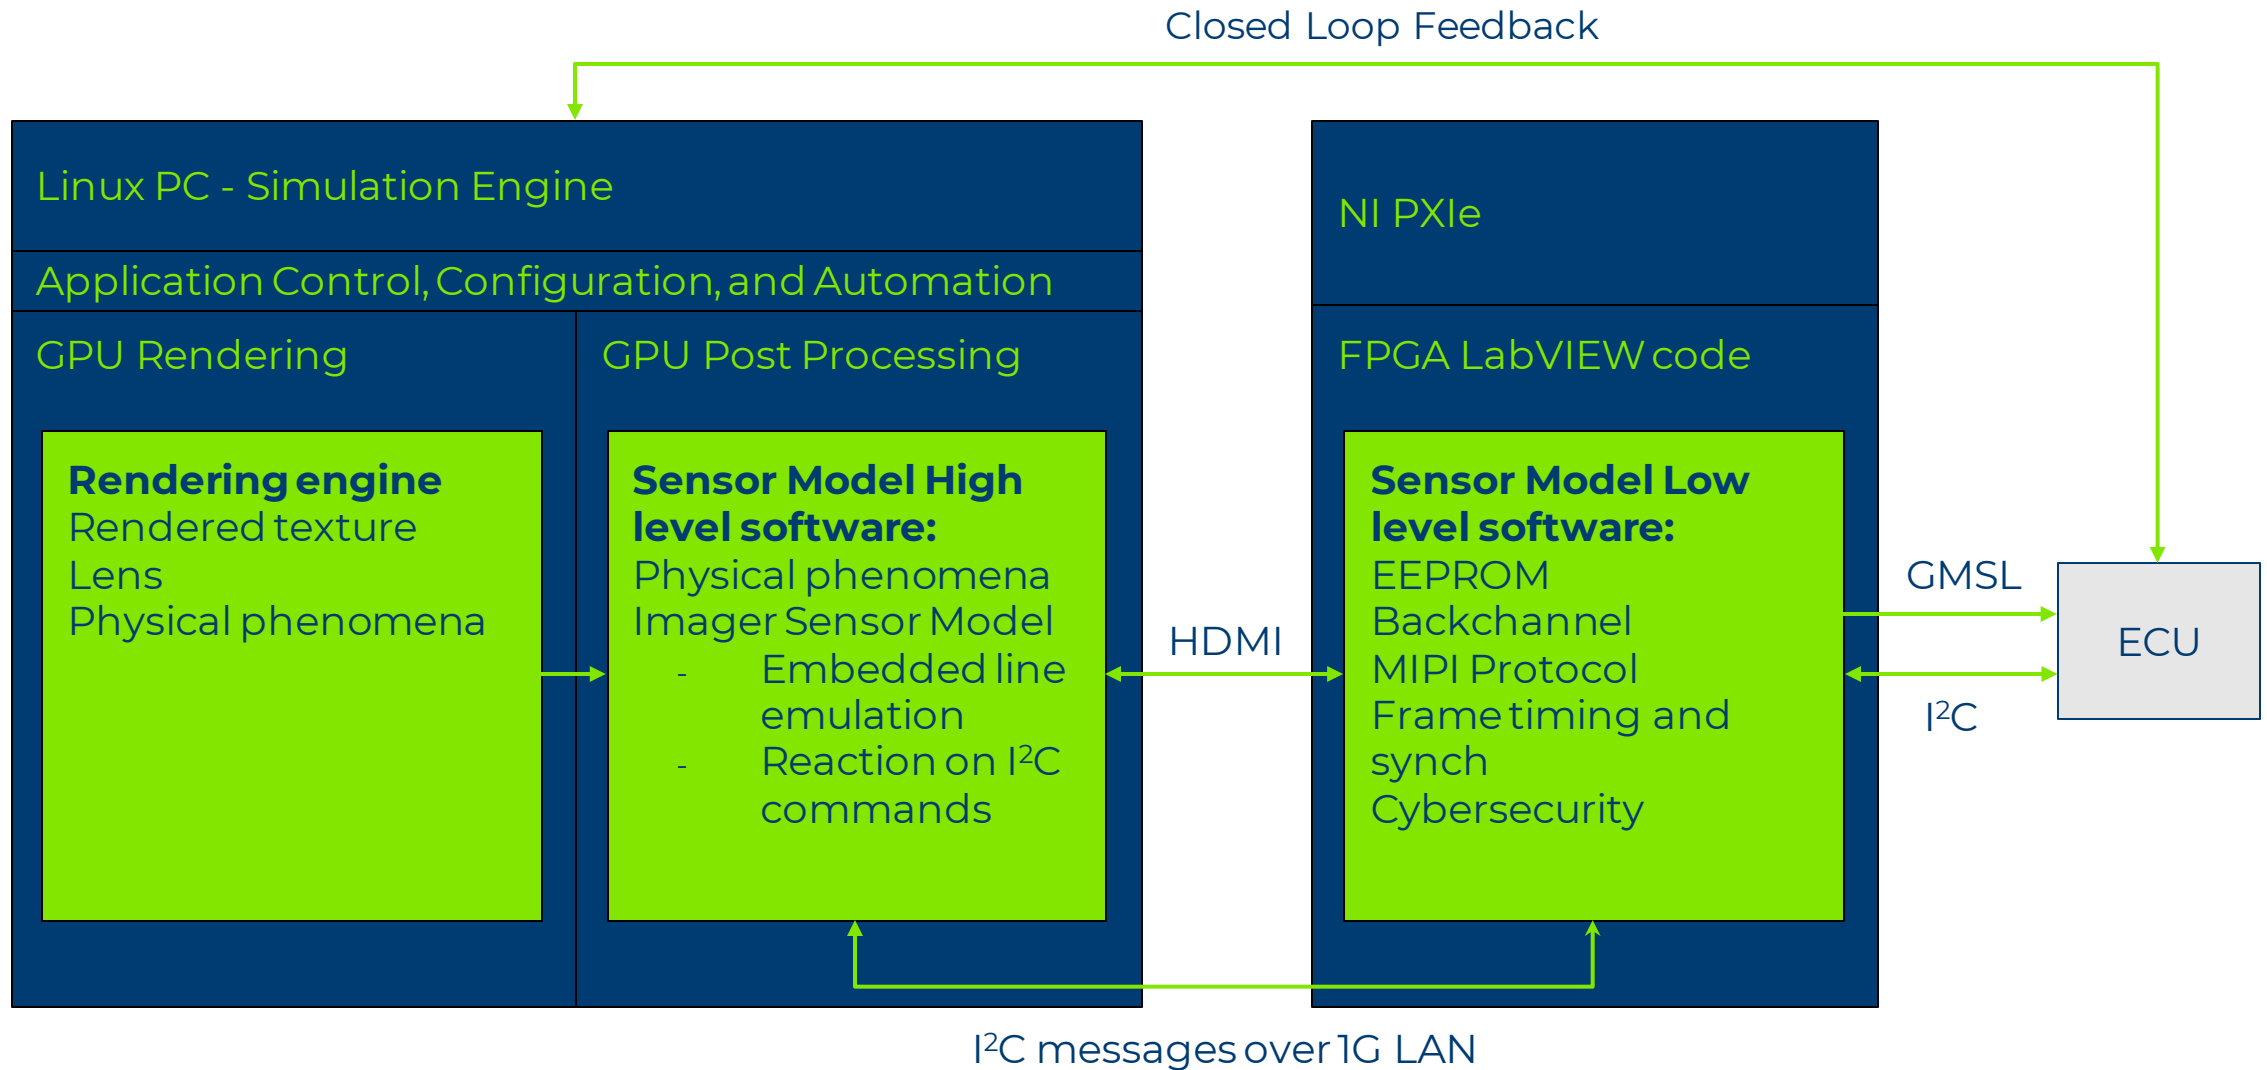 Closed Loop Feedback
Linux PC - Simulation Engine
Application Control, Configuration, and Automation
GPU Rendering
Rendering engine
Rendered texture
Lens
Physical phenomena
GPU Post Processing
Sensor Model High
level software:
Physical phenomena
Imager Sensor Model
- Embedded line
emulation
- Reaction on I²C
commands
HDMI
NI PXIe
FPGA LabVIEW code
Sensor Model Low
level software:
EEPROM
Backchannel
MIPI Protocol
Frame timing and
synch
Cybersecurity
GMSL
I²C
ECU
I²C messages over 1G LAN